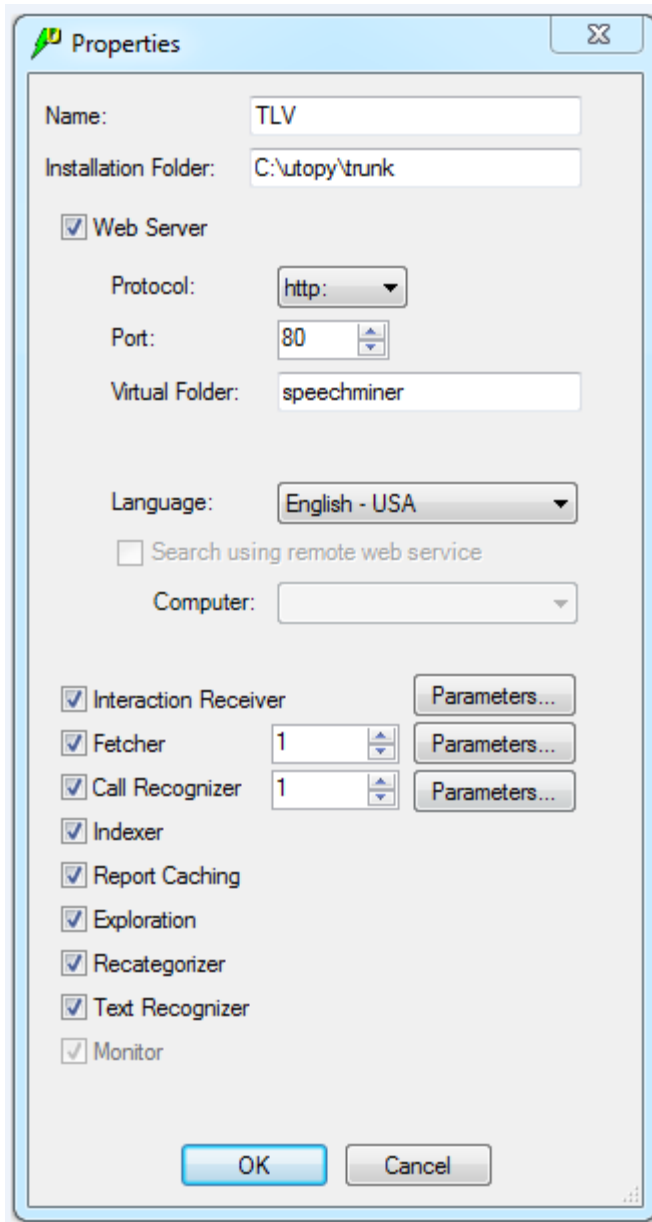 Properties
Name: TLV
Installation Folder: C:\utopy\trunk
Web Server
Protocol: http:
Port: 80
Virtual Folder: speechminer
Language: English - USA
Search using remote web service
Computer:
Interaction Receiver Parameters...
Fetcher 1 Parameters...
Call Recognizer 1 Parameters...
Indexer
Report Caching
Exploration
Recategorizer
Text Recognizer
Monitor
OK Cancel